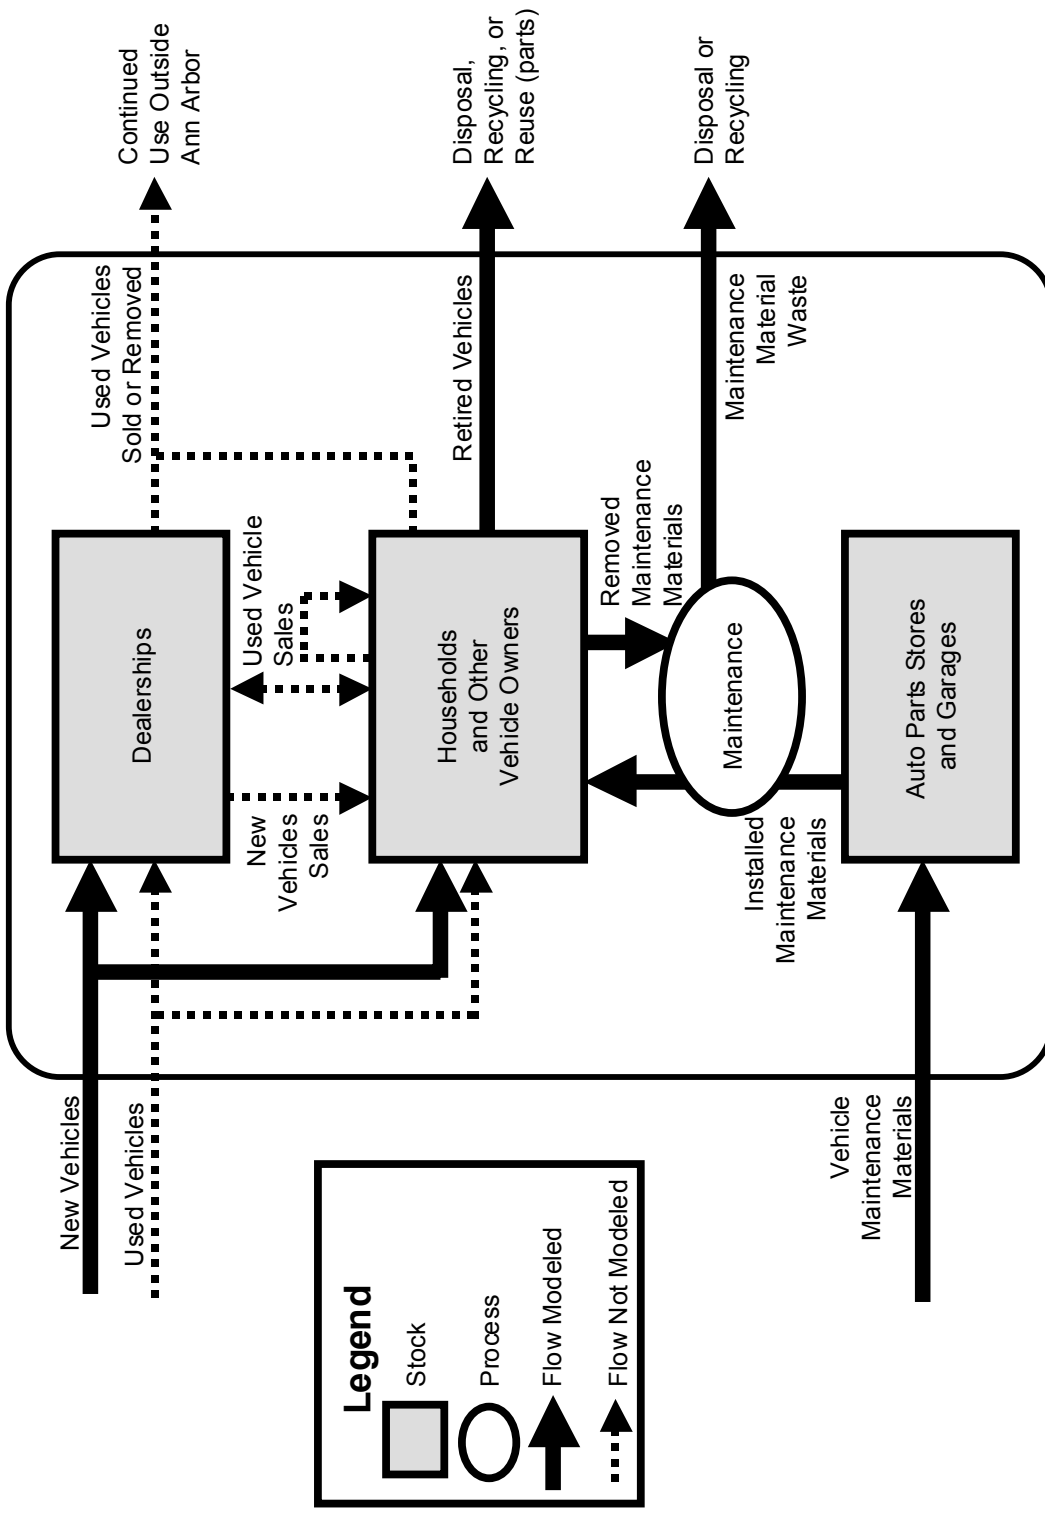 New Vehicles
Used Vehicles
Dealerships
Used Vehicles
Sold or Removed
Continued
Use Outside
Ann Arbor
New
Vehicles
Sales
Used Vehicle
Sales
Households
and Other
Vehicle Owners
Retired Vehicles
Disposal,
Recycling, or
Reuse (parts)
Removed
Maintenance
Materials
Maintenance
Maintenance
Material
Waste
Disposal or
Recycling
Installed
Maintenance
Materials
Vehicle
Maintenance
Materials
Auto Parts Stores
and Garages
Legend
Stock
Process
Flow Modeled
Flow Not Modeled